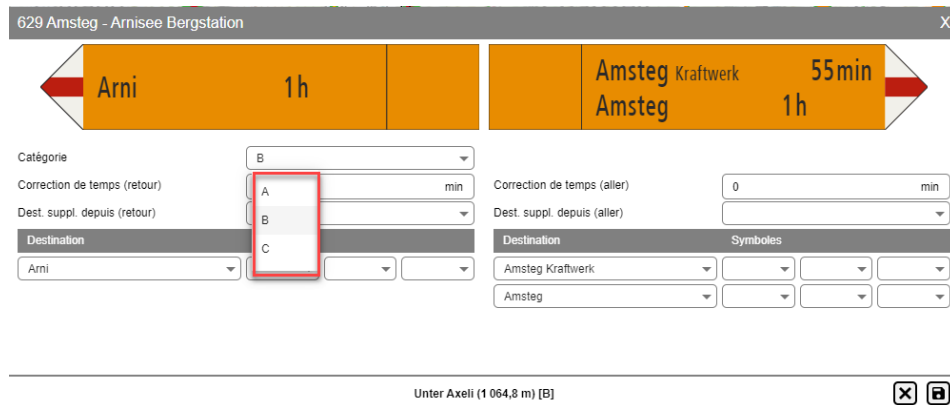 629 Amsteg - Arnisee Bergstation X
Arni 1h
Amsteg Kraftwerk 55min
Amsteg 1h
Catégorie B
A
B
C
Correction de temps (retour) min
Dest. suppl. depuis (retour)
Destination
Arni
Correction de temps (aller) 0 min
Dest. suppl. depuis (aller)
Destination Symboles
Amsteg Kraftwerk
Amsteg
Unter Axeli (1 064,8 m) [B]